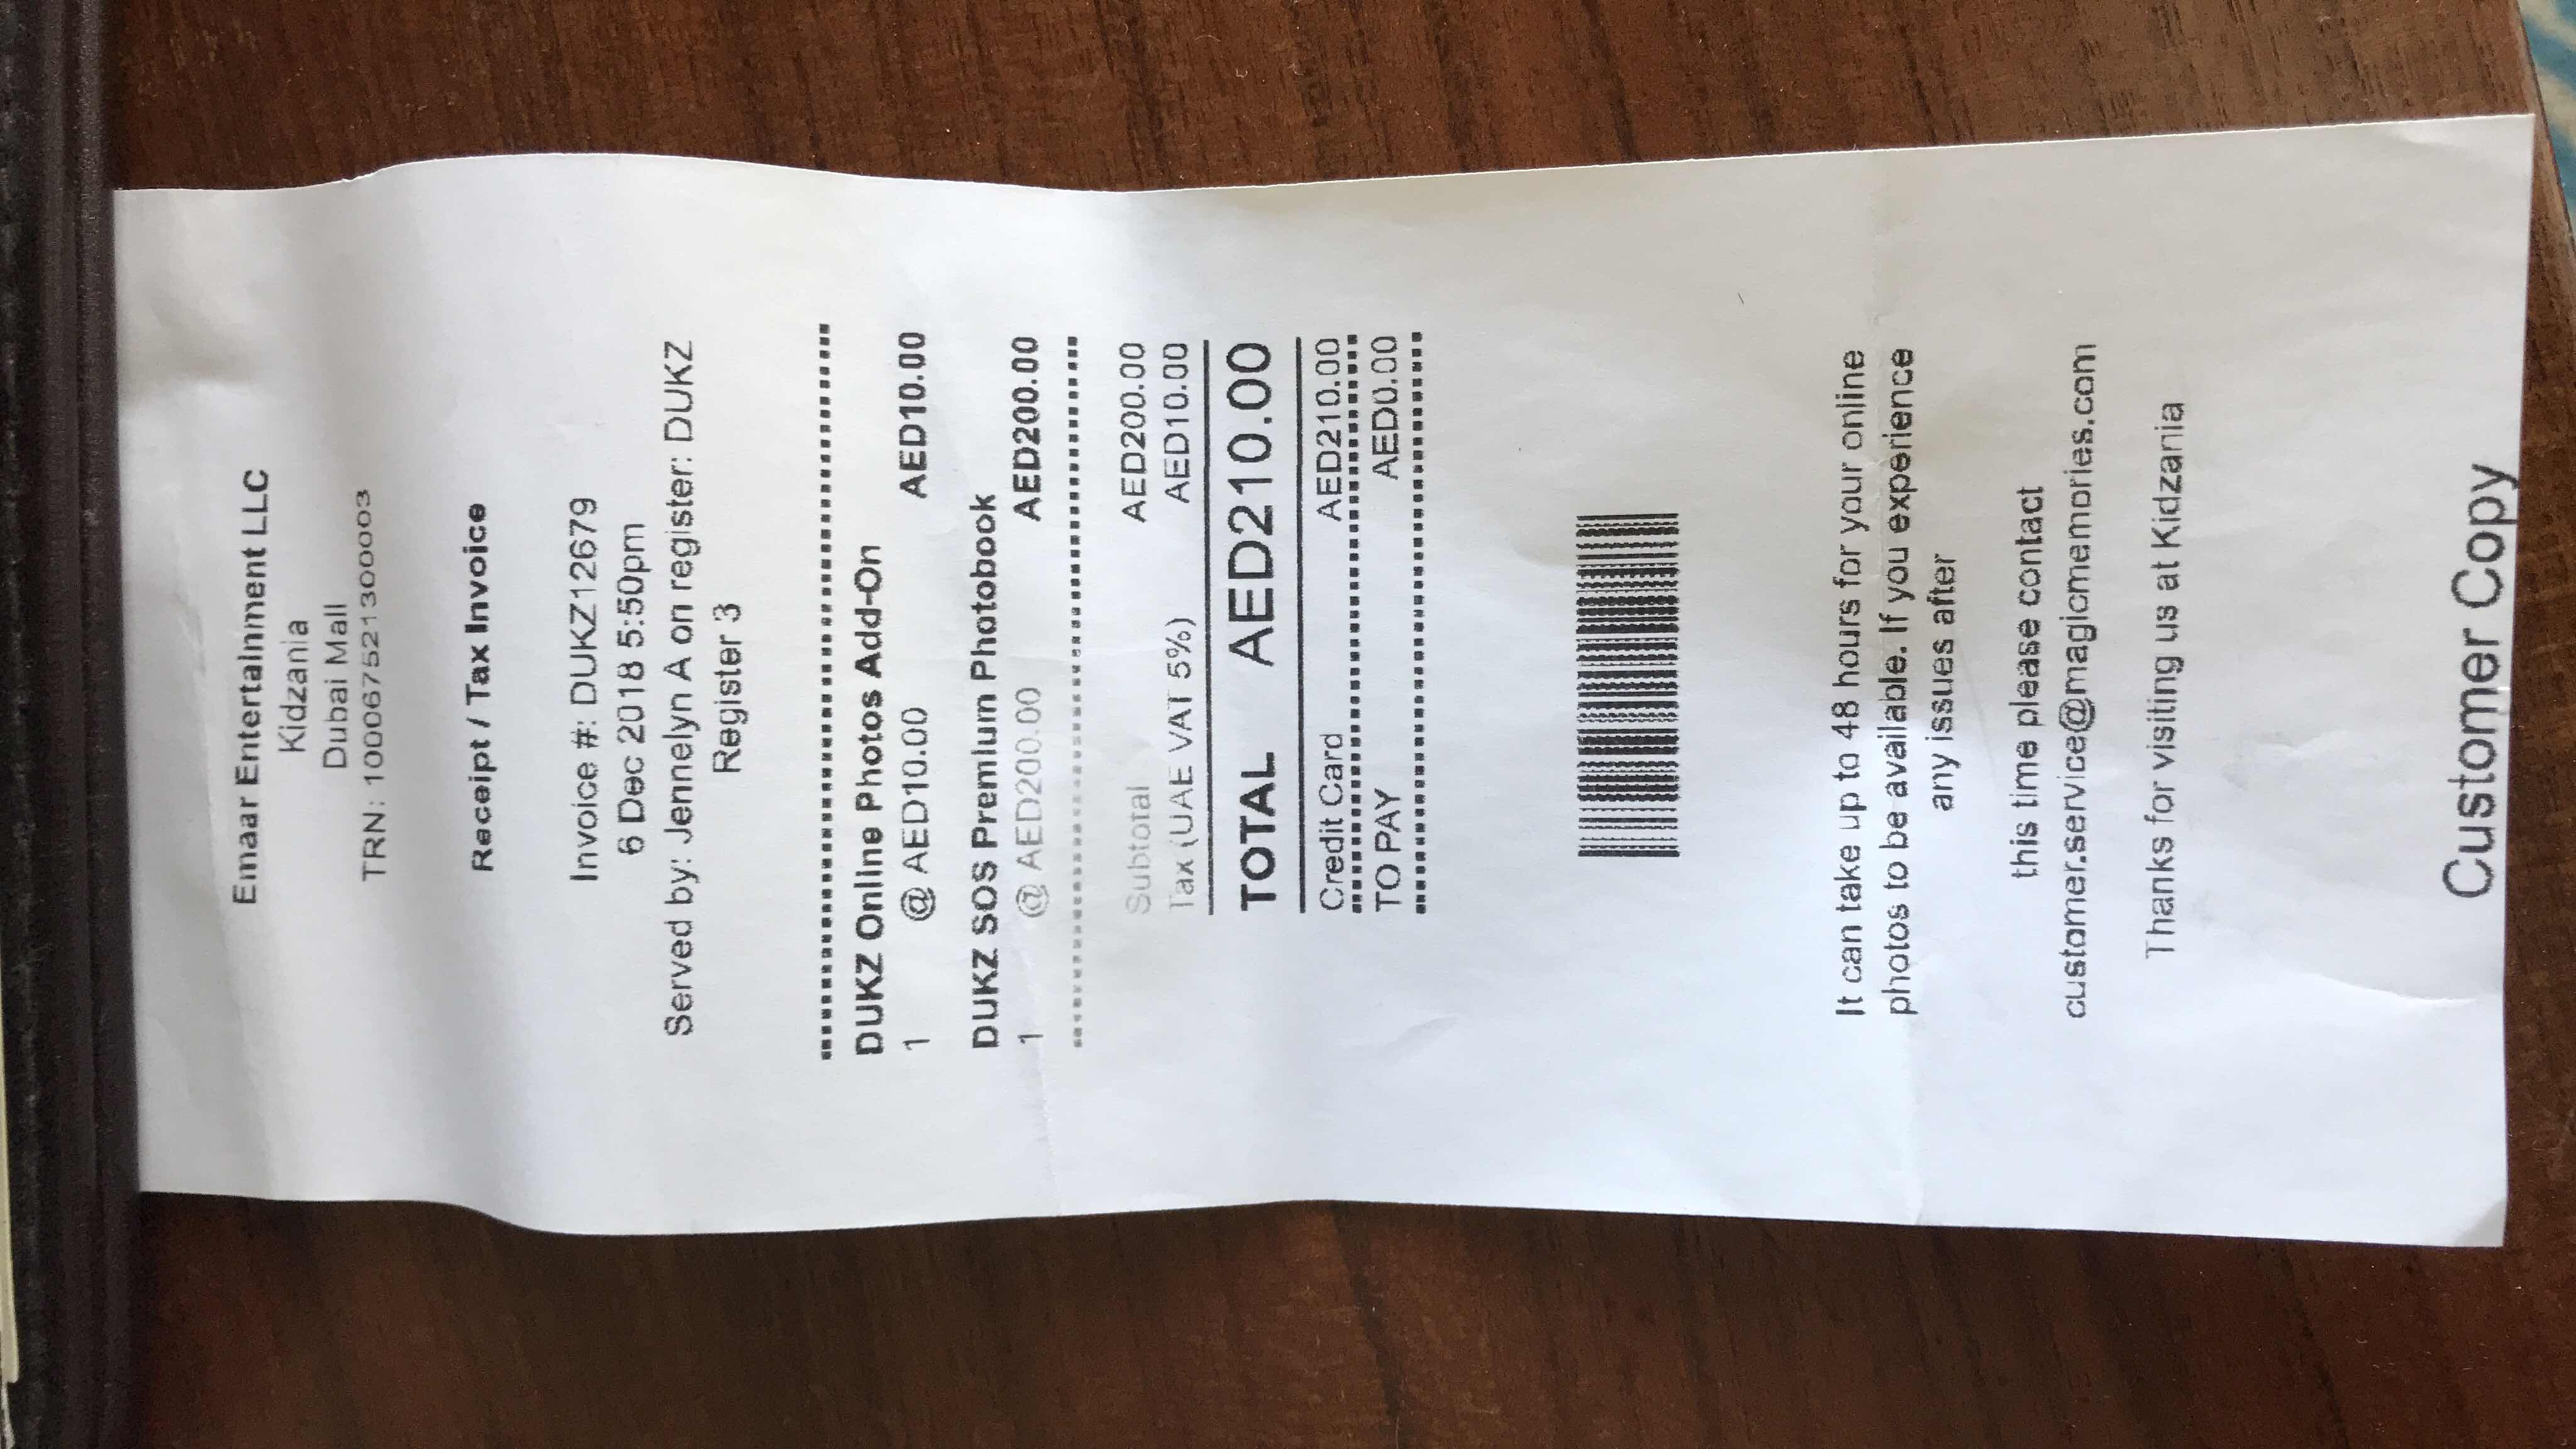 Emaar Entertainment LLC
Kidzania
Dubai Mall
TRN: 100067521300003
Receipt / Tax Invoice
Invoice #: DUKZ12679
6 Dec 2018 5:50pm
Served by: Jennelyn A on register: DUKZ
Register 3
DUKZ Online Photos Add-On
1 @ AED10.00 AED10.00
DUKZ SOS Premium Photobook
1 @ AED200.00 AED200.00
Subtotal AED200.00
Tax (UAE VAT 5%) AED10.00
TOTAL AED210.00
Credit Card AED210.00
TO PAY AED0.00
It can take up to 48 hours for your online
photos to be available. If you experience
any issues after
this time please contact
customer.service@magicmemories.com
Thanks for visiting us at Kidzania
Customer Copy